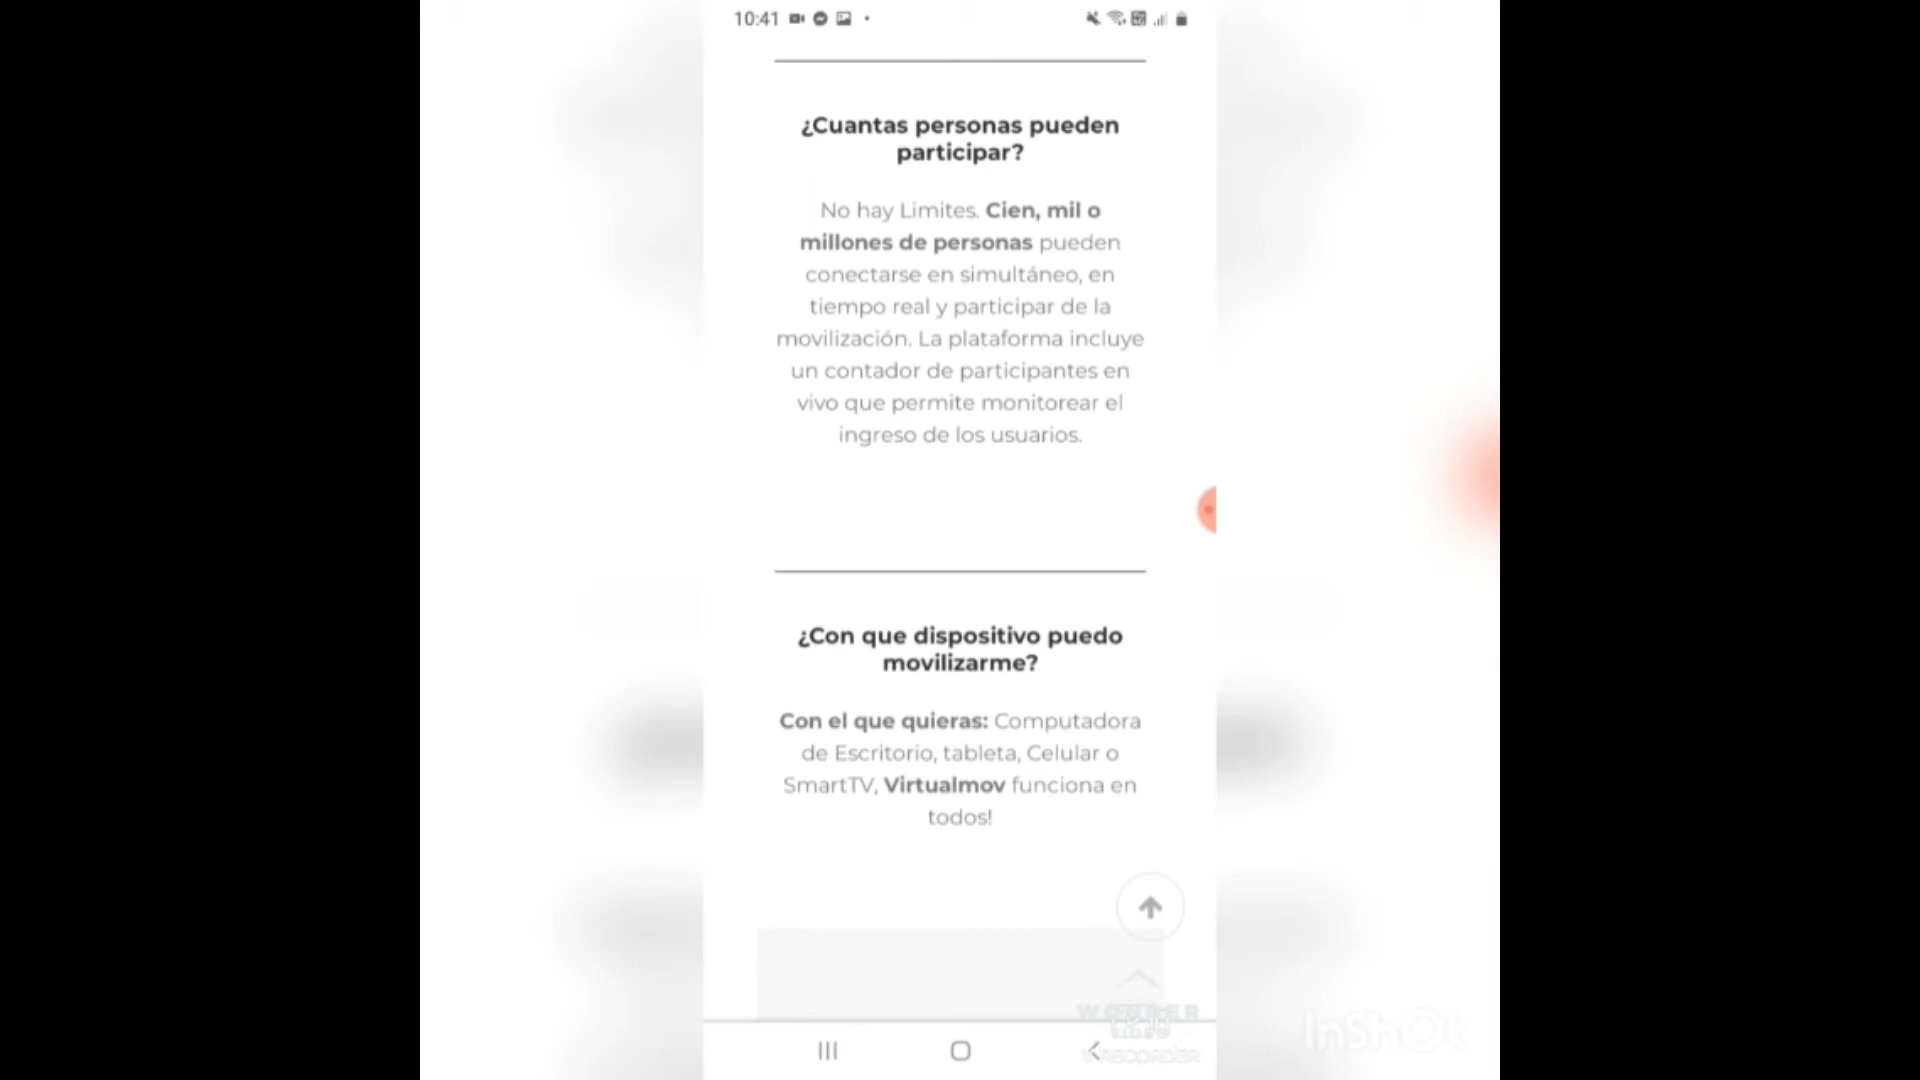 10:41
¿Cuantas personas pueden
participar?
No hay Limites. Cien, mil o
millones de personas pueden
conectarse en simultáneo, en
tiempo real y participar de la
movilización. La plataforma incluye
un contador de participantes en
vivo que permite monitorear el
ingreso de los usuarios.
¿Con que dispositivo puedo
movilizarme?
Con el que quieras: Computadora
de Escritorio, tableta, Celular o
SmartTV, Virtualmov funciona en
todos!
InShOt